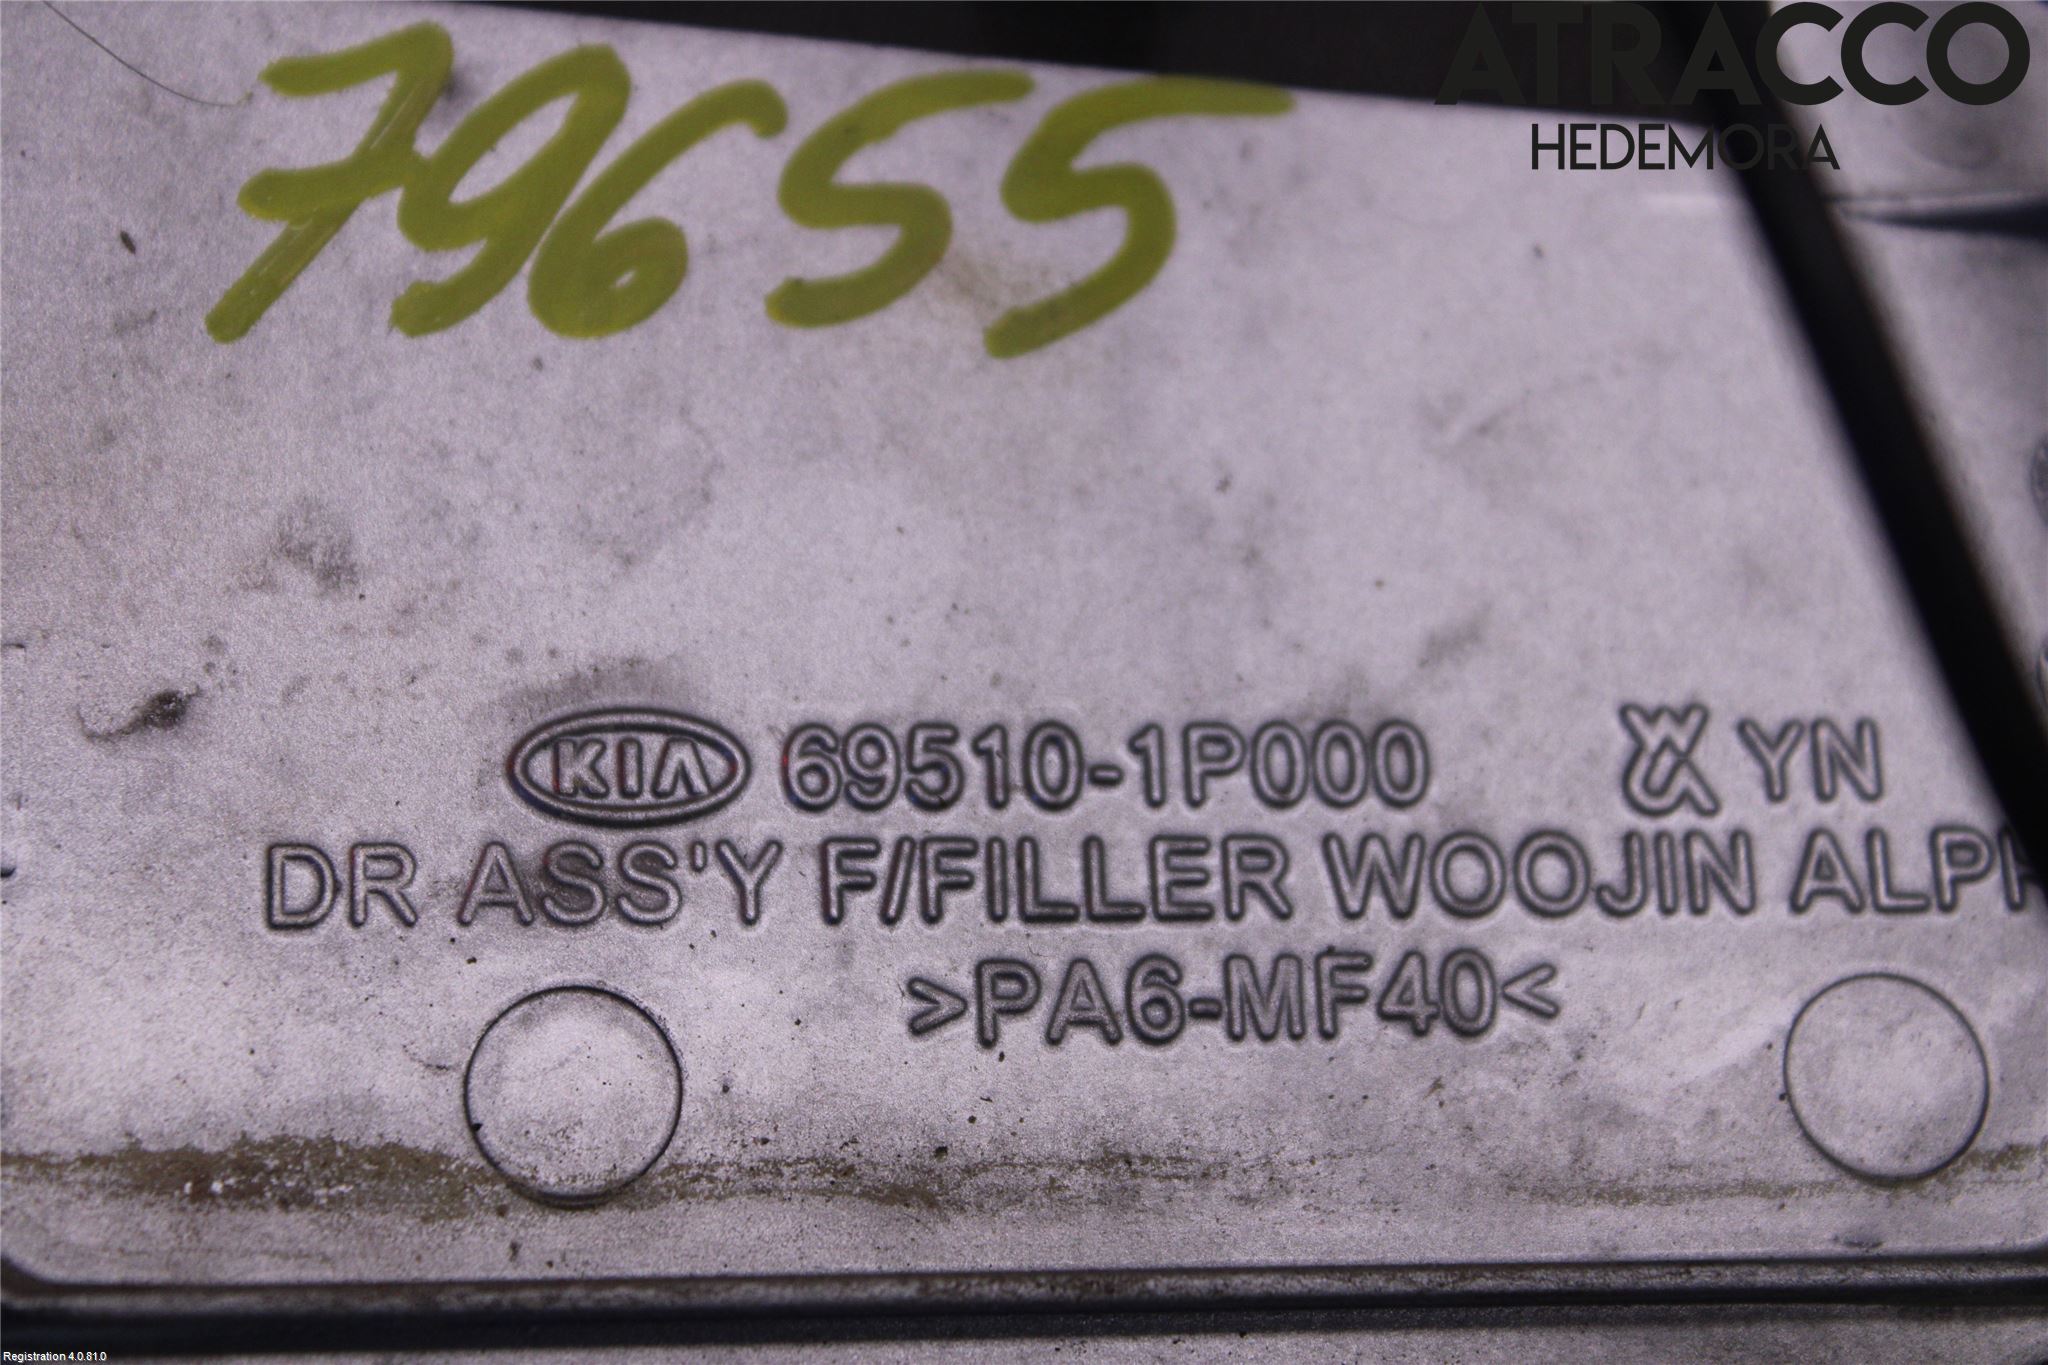 ATRACCO
HEDEMORA
79655
KIA 69510-1P000 YN
DR ASS'Y F/FILLER WOOJIN ALPH
>PA6-MF40<
Registration 4.0.81.0